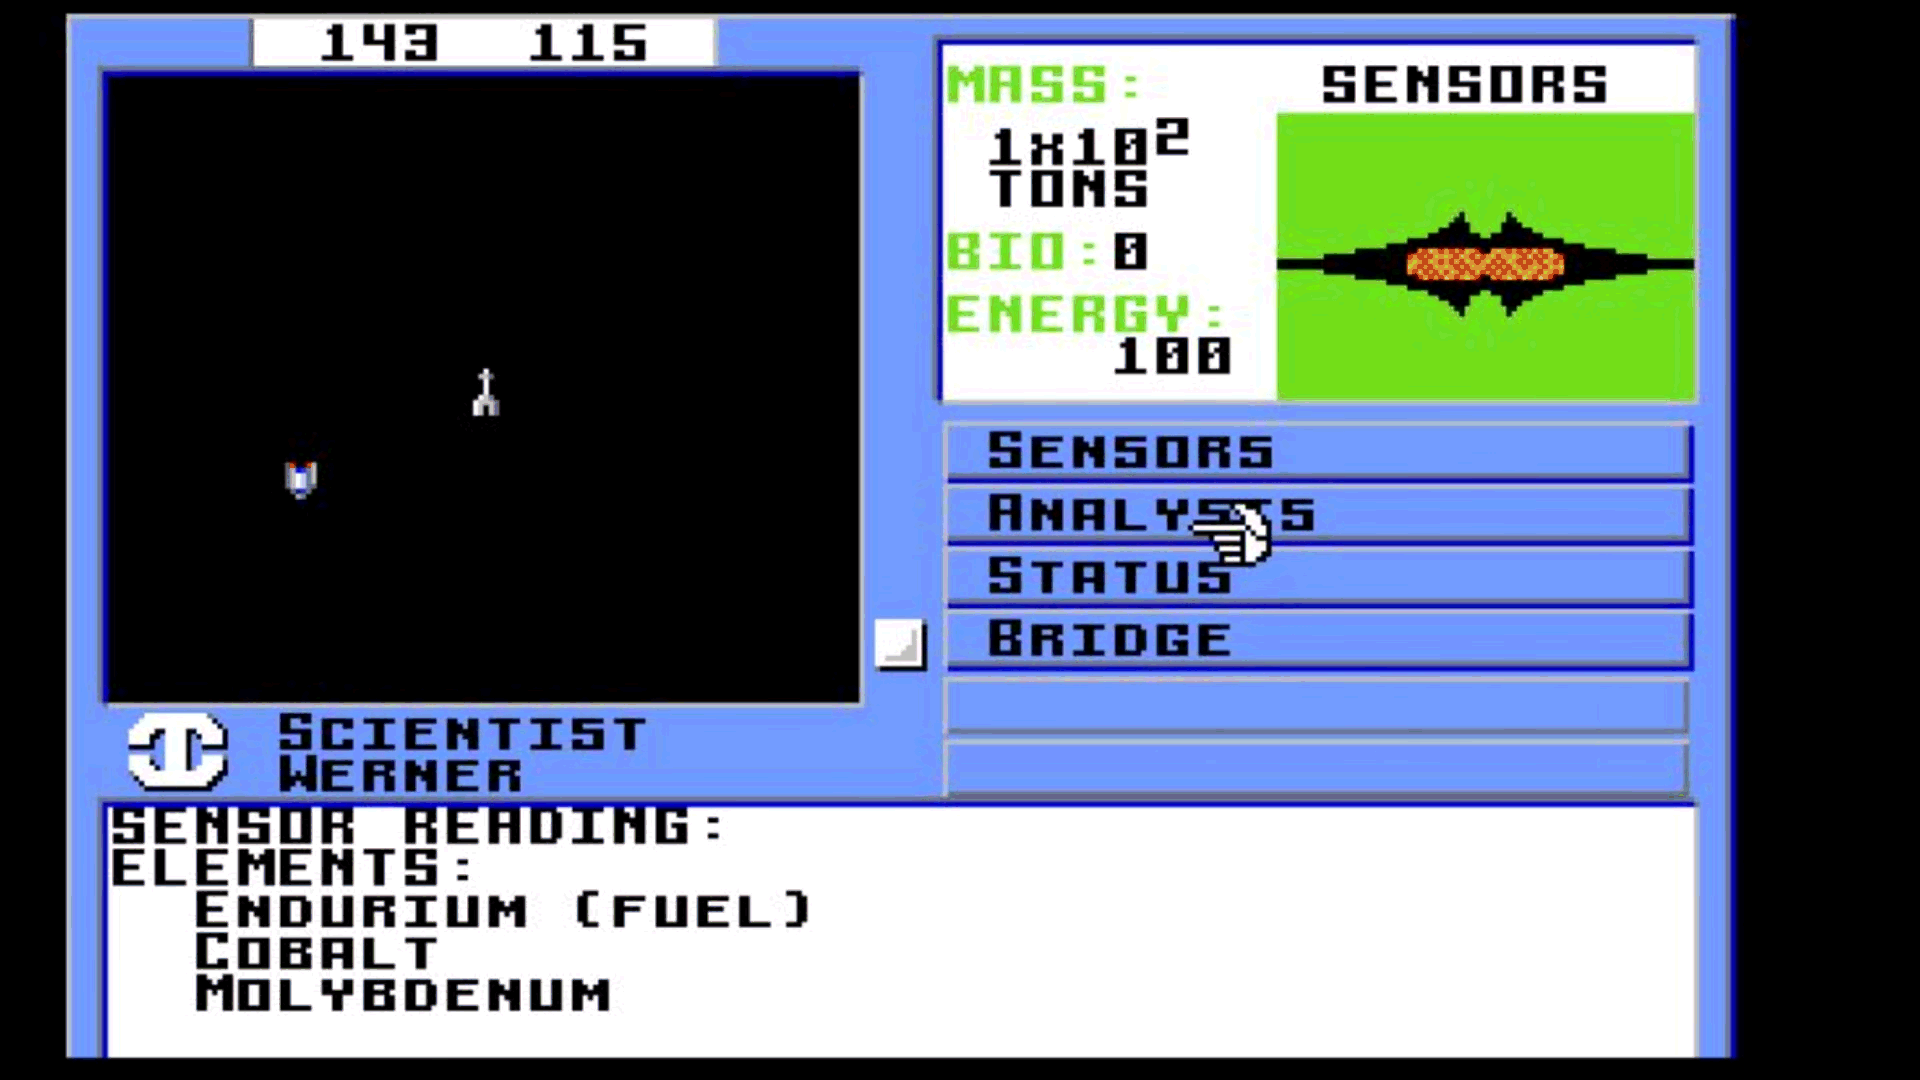 143 115
MASS:
SENSORS
1x10²
TONS
BIO:0
ENERGY:
100
SENSORS
ANALYSIS
STATUS
BRIDGE
SCIENTIST
WERNER
SENSOR READING:
ELEMENTS:
ENDURIUM (FUEL)
COBALT
MOLYBDENUM